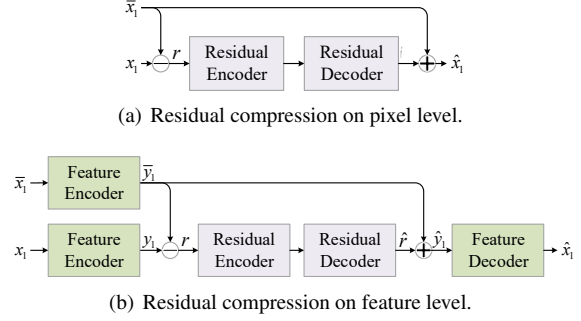 x̅₁
x₁ r Residual Encoder Residual Decoder x̂₁
(a) Residual compression on pixel level.
x̅₁ Feature Encoder y̅₁
x₁ Feature Encoder y₁ r Residual Encoder Residual Decoder r̂ ŷ₁ Feature Decoder x̂₁
(b) Residual compression on feature level.